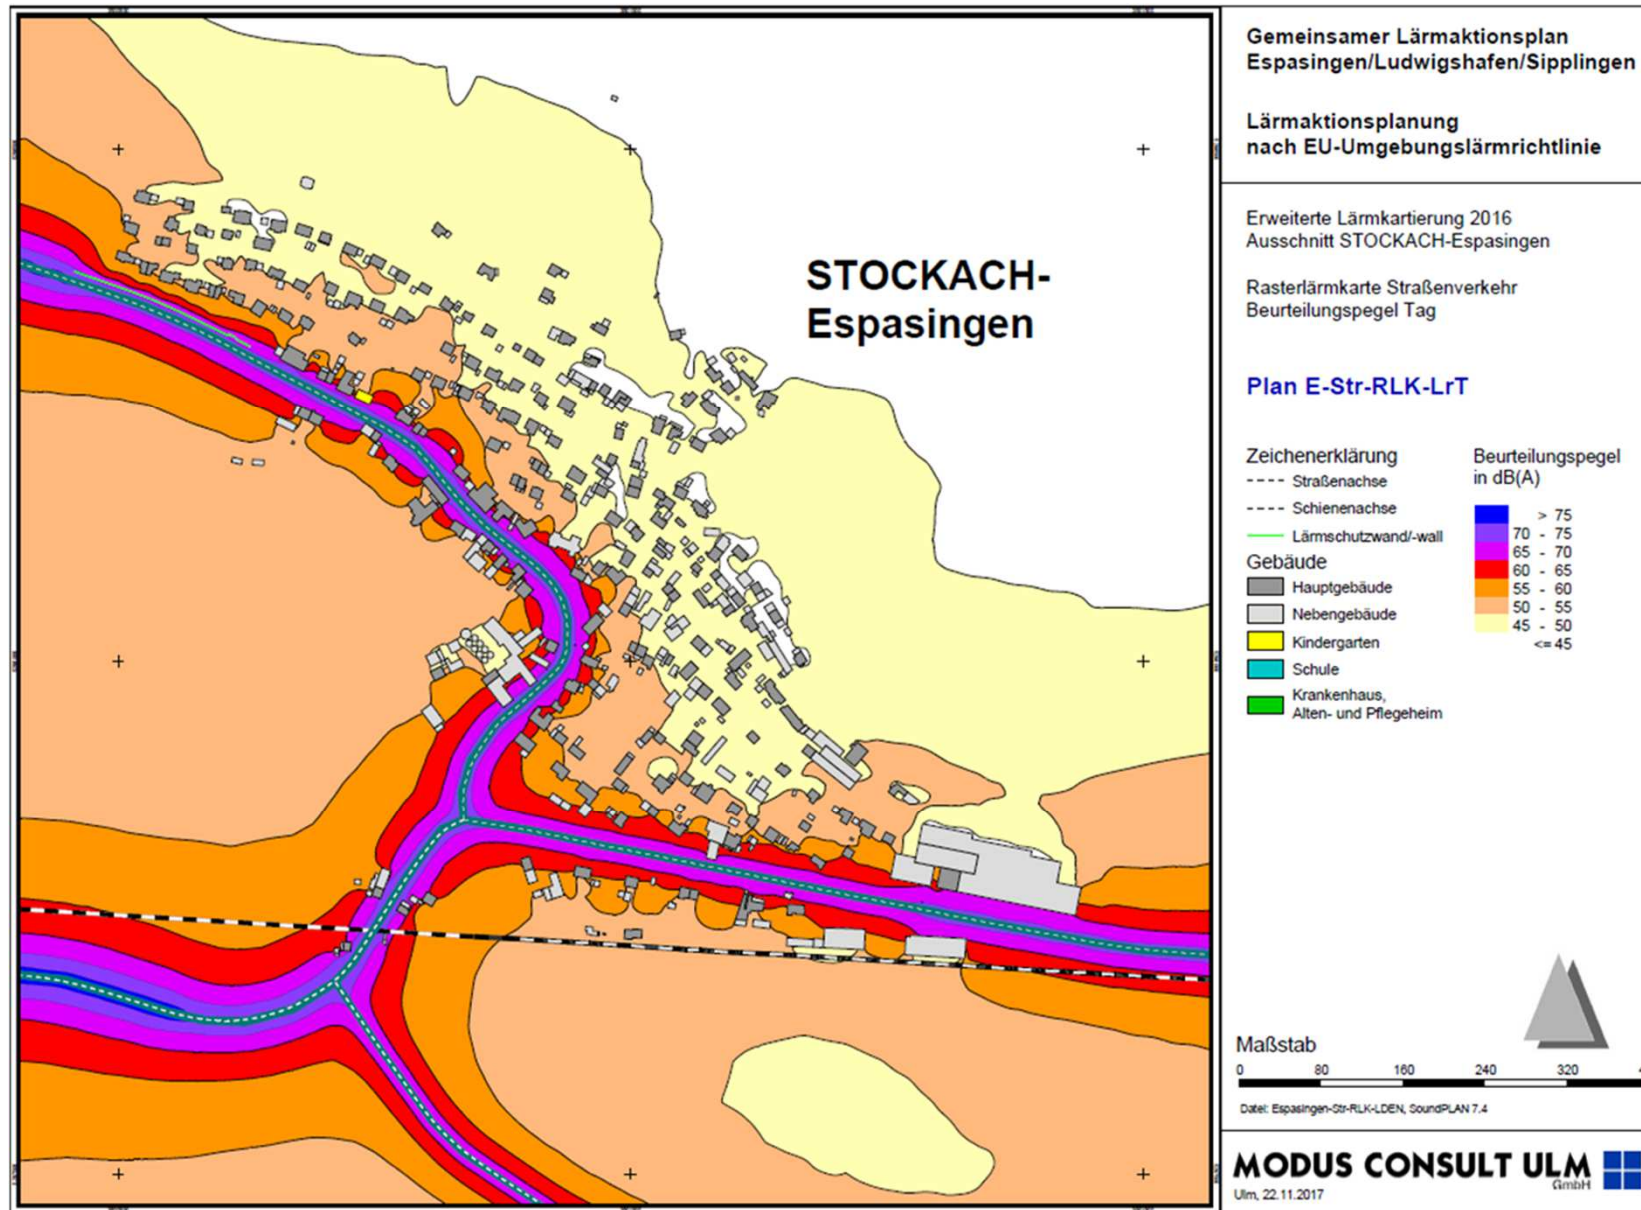 STOCKACH-
Espasingen
Gemeinsamer Lärmaktionsplan
Espasingen/Ludwigshafen/Sipplingen
Lärmaktionsplanung
nach EU-Umgebungslärmrichtlinie
Erweiterte Lärmkartierung 2016
Ausschnitt STOCKACH-Espasingen
Rasterlärmkarte Straßenverkehr
Beurteilungspegel Tag
Plan E-Str-RLK-LrT
Zeichenerklärung
Straßenachse
Schienenachse
Lärmschutzwand/-wall
Gebäude
Hauptgebäude
Nebengebäude
Kindergarten
Schule
Krankenhaus,
Alten- und Pflegeheim
Beurteilungspegel
in dB(A)
> 75
70 - 75
65 - 70
60 - 65
55 - 60
50 - 55
45 - 50
<= 45
Maßstab
0 80 160 240 320
Datei: Espasingen-Str-RLK-LDEN, SoundPLAN 7.4
MODUS CONSULT ULM
GmbH
Ulm, 22.11.2017